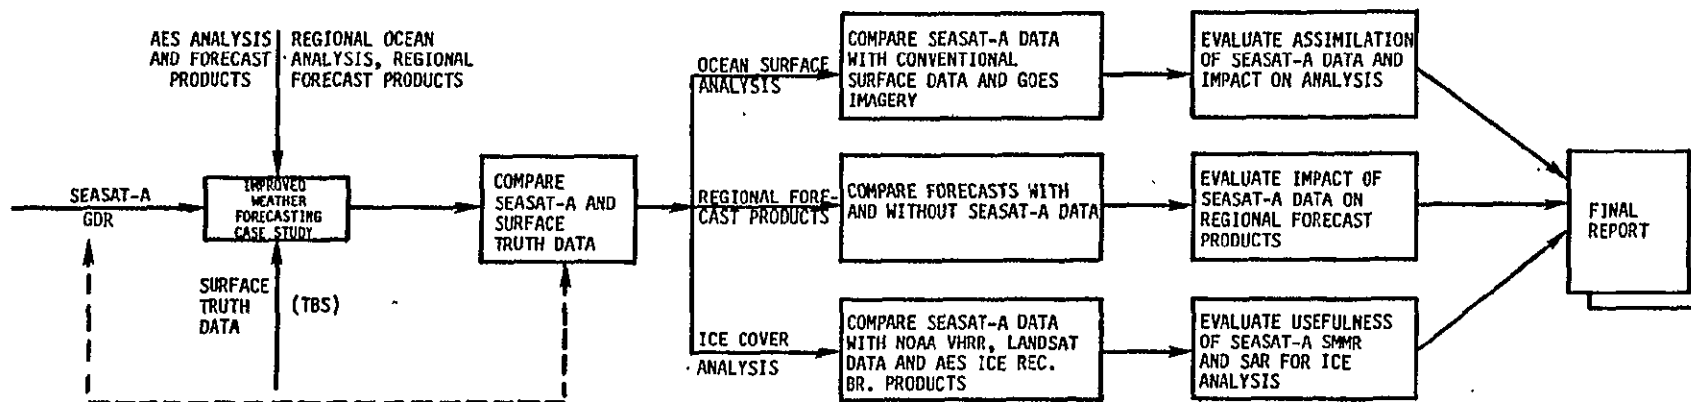 AES ANALYSIS
AND FORECAST
PRODUCTS
REGIONAL OCEAN
ANALYSIS, REGIONAL
FORECAST PRODUCTS
SEASAT-A
GDR
IMPROVED
WEATHER
FORECASTING
CASE STUDY
SURFACE
TRUTH
DATA
(TBS)
COMPARE
SEASAT-A AND
SURFACE
TRUTH DATA
OCEAN SURFACE
ANALYSIS
COMPARE SEASAT-A DATA
WITH CONVENTIONAL
SURFACE DATA AND GOES
IMAGERY
EVALUATE ASSIMILATION
OF SEASAT-A DATA AND
IMPACT ON ANALYSIS
REGIONAL FORE-
CAST PRODUCTS
COMPARE FORECASTS WITH
AND WITHOUT SEASAT-A DATA
EVALUATE IMPACT OF
SEASAT-A DATA ON
REGIONAL FORECAST
PRODUCTS
ICE COVER
ANALYSIS
COMPARE SEASAT-A DATA
WITH NOAA VHRR, LANDSAT
DATA AND AES ICE REC.
BR. PRODUCTS
EVALUATE USEFULNESS
OF SEASAT-A SMMR
AND SAR FOR ICE
ANALYSIS
FINAL
REPORT